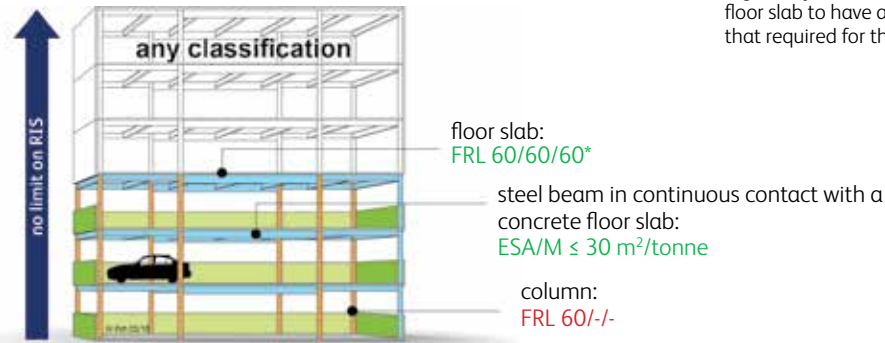 floor slab to have a
that required for th
any classification
no limit on RIS
floor slab:
FRL 60/60/60*
steel beam in continuous contact with a
concrete floor slab:
ESA/M ≤ 30 m²/tonne
column:
FRL 60/-/-